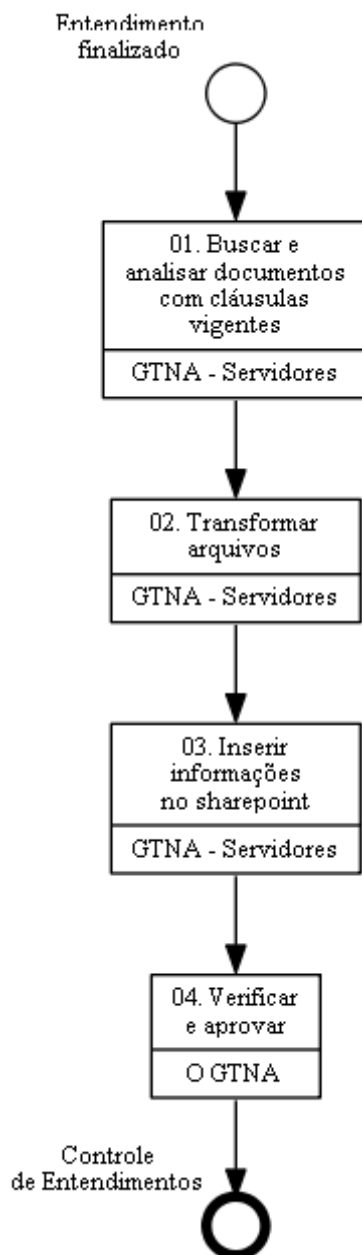 Entendimento
finalizado
01. Buscar e
analisar documentos
com cláusulas
vigentes
GTNA - Servidores
02. Transformar
arquivos
GTNA - Servidores
03. Inserir
informações
no sharepoint
GTNA - Servidores
04. Verificar
e aprovar
O GTNA
Controle
de Entendimentos